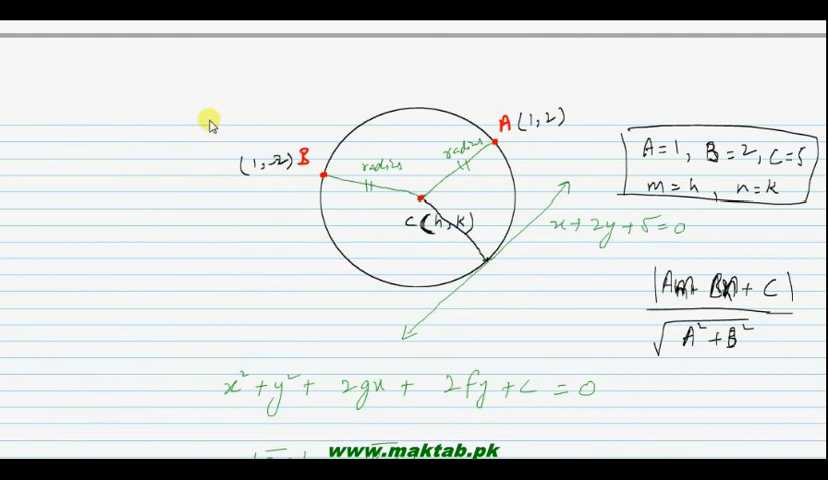 A (1,2)
(1,-2) B
radius
radius
A=1, B=2, C=5
m=h, n=k
C(h,k)
x+2y+5=0
|Am+ Bn + C|
√A²+B²
x²+y²+ 2gx + 2fy+c = 0
www.maktab.pk